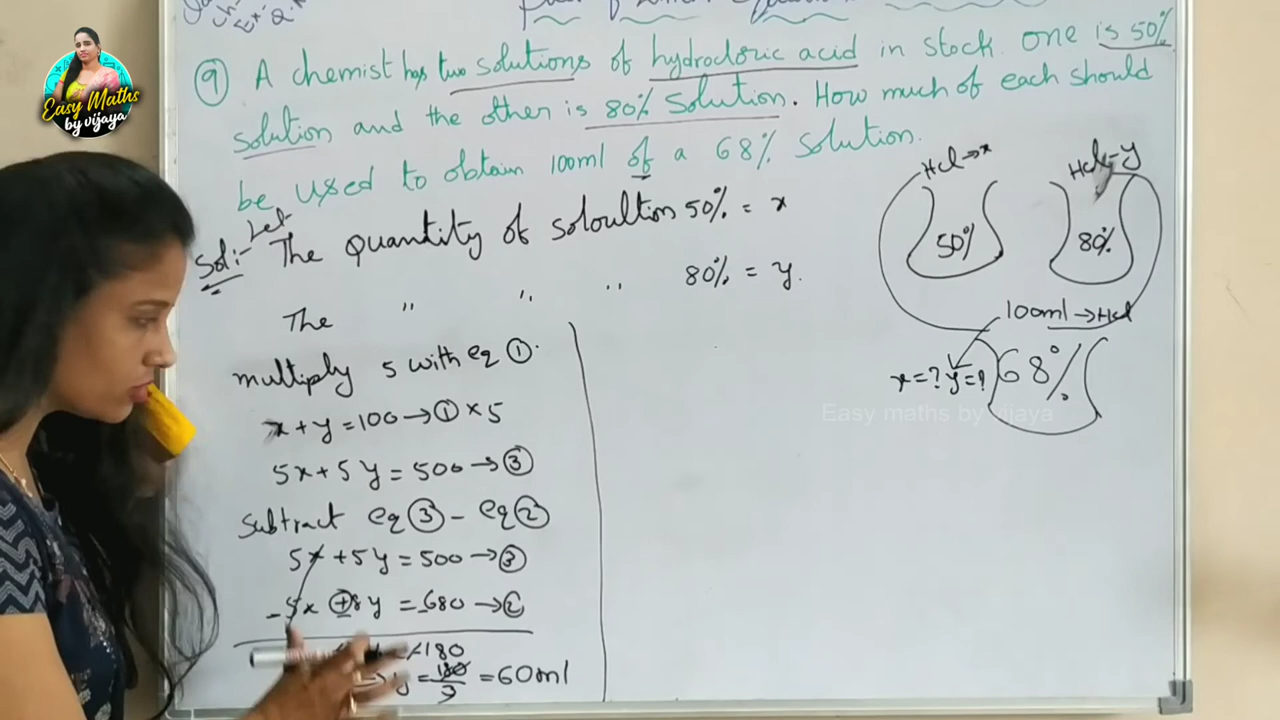 Easy Maths
by vijaya
⑨ A chemist has two solutions of hydrocloric acid in stock. one is 50%
solution and the other is 80% solution. How much of each should
be used to obtain 100ml of a 68% solution.
Sol:- Let
The quantity of soloultion 50% = x
The " " " 80% = y.
multiply 5 with eq ①.
x + y = 100 → ① × 5
5x + 5y = 500 → ③
Subtract eq ③ - eq ②
5x + 5y = 500 → ③
- 5x + 8y = 680 → ②
180
y = 180/3 = 60ml
Hcl → x
Hcl - y
50%
80%
100ml → Hcl
x = ? y = ? 68%
Easy maths by vijaya